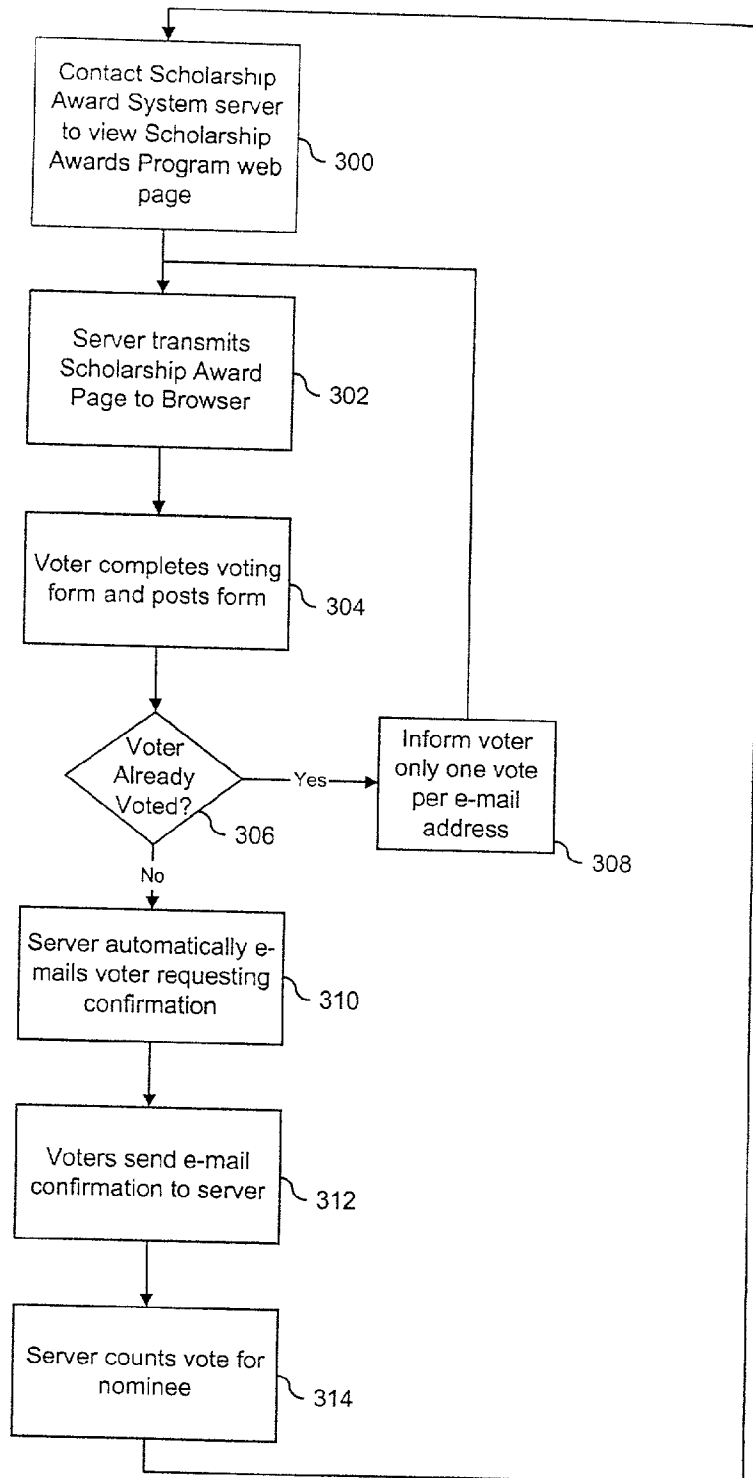 Contact Scholarship
Award System server
to view Scholarship
Awards Program web
page
300
Server transmits
Scholarship Award
Page to Browser
302
Voter completes voting
form and posts form
304
Voter
Already
Voted?
306
Yes
Inform voter
only one vote
per e-mail
address
308
No
Server automatically e-
mails voter requesting
confirmation
310
Voters send e-mail
confirmation to server
312
Server counts vote for
nominee
314